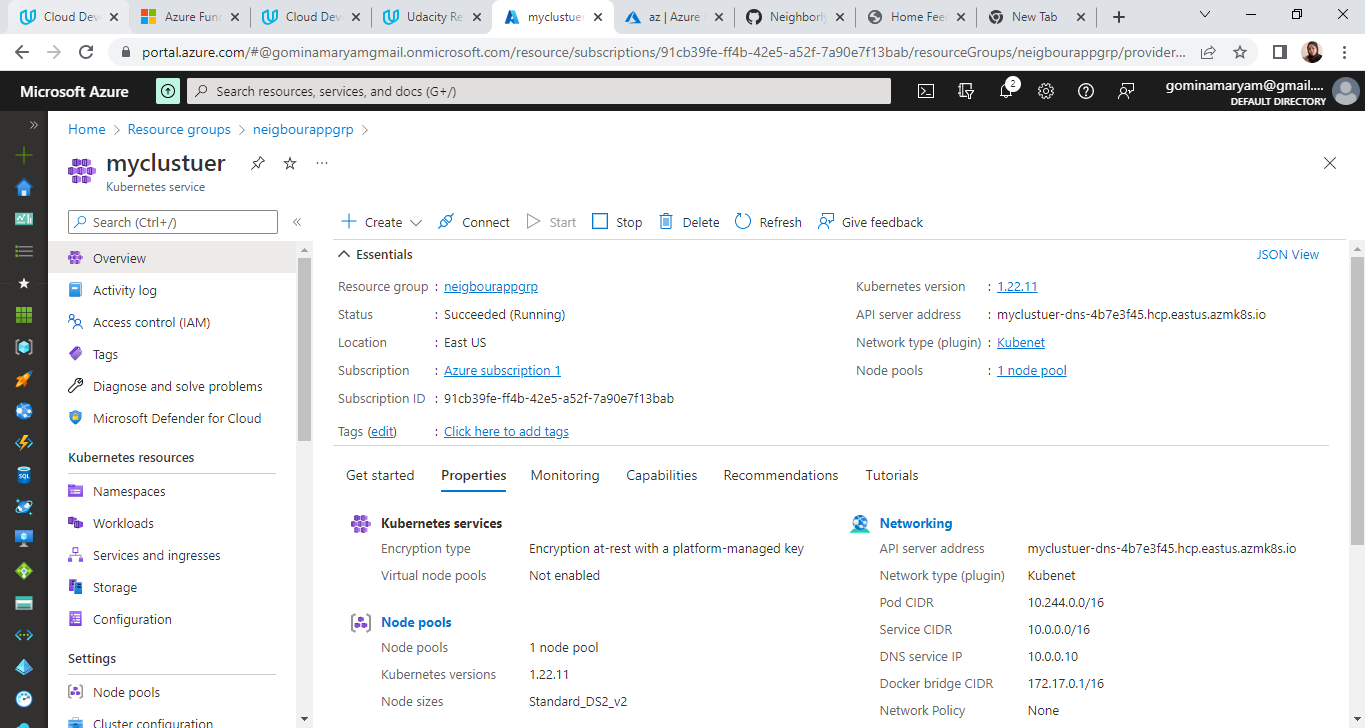 Cloud Deve
Azure Func
Cloud Deve
Udacity Re
myclustuer
az | Azure
Neighborly
Home Feed
New Tab
portal.azure.com/#@gominamaryamgmail.onmicrosoft.com/resource/subscriptions/91cb39fe-ff4b-42e5-a52f-7a90e7f13bab/resourceGroups/neigbourappgrp/provider...
Microsoft Azure
Search resources, services, and docs (G+/)
2
gominamaryam@gmail....
DEFAULT DIRECTORY
Home > Resource groups > neigbourappgrp >
myclustuer
Kubernetes service
Search (Ctrl+/)
Overview
Activity log
Access control (IAM)
Tags
Diagnose and solve problems
Microsoft Defender for Cloud
Kubernetes resources
Namespaces
Workloads
Services and ingresses
Storage
Configuration
Settings
Node pools
Cluster configuration
Create
Connect
Start
Stop
Delete
Refresh
Give feedback
Essentials
JSON View
Resource group : neigbourappgrp
Status : Succeeded (Running)
Location : East US
Subscription : Azure subscription 1
Subscription ID : 91cb39fe-ff4b-42e5-a52f-7a90e7f13bab
Tags (edit) : Click here to add tags
Kubernetes version : 1.22.11
API server address : myclustuer-dns-4b7e3f45.hcp.eastus.azmk8s.io
Network type (plugin) : Kubenet
Node pools : 1 node pool
Get started
Properties
Monitoring
Capabilities
Recommendations
Tutorials
Kubernetes services
Encryption type Encryption at-rest with a platform-managed key
Virtual node pools Not enabled
Node pools
Node pools 1 node pool
Kubernetes versions 1.22.11
Node sizes Standard_DS2_v2
Networking
API server address myclustuer-dns-4b7e3f45.hcp.eastus.azmk8s.io
Network type (plugin) Kubenet
Pod CIDR 10.244.0.0/16
Service CIDR 10.0.0.0/16
DNS service IP 10.0.0.10
Docker bridge CIDR 172.17.0.1/16
Network Policy None